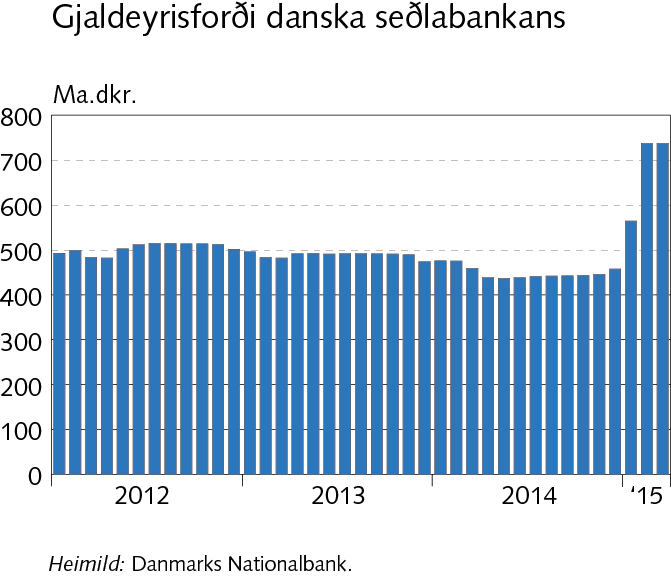 Gjaldeyrisforði danska seðlabankans
Ma.dkr.
800
700
600
500
400
300
200
100
0
2012 2013 2014 ‘15
Heimild: Danmarks Nationalbank.